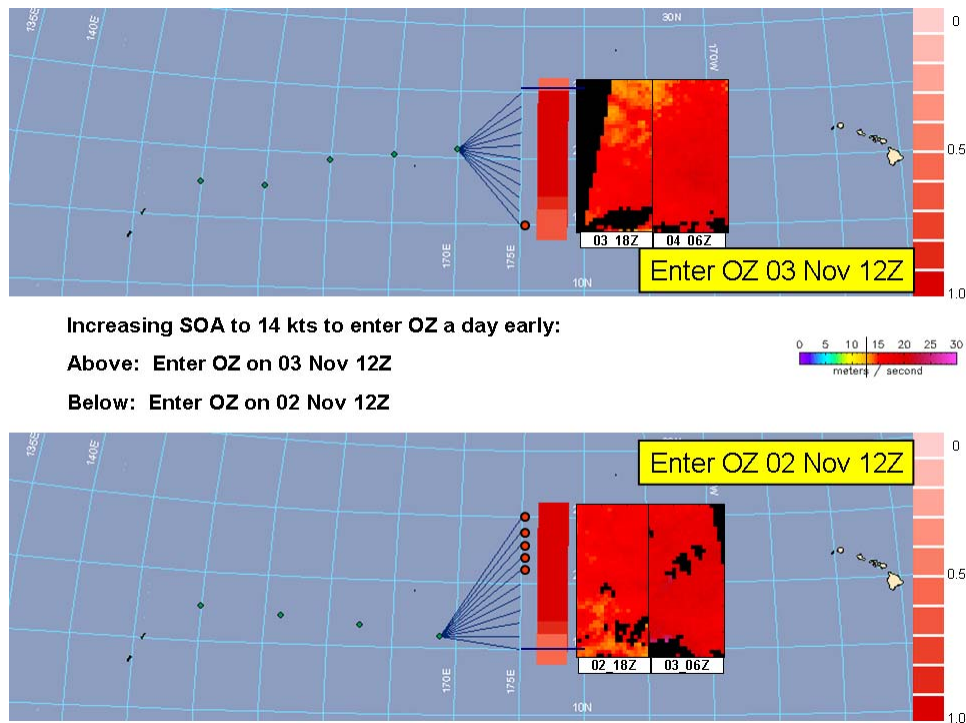 135E
140E
30N
170W
0
0.5
1.0
170E
175E
10N
03_18Z 04_06Z
Enter OZ 03 Nov 12Z
Increasing SOA to 14 kts to enter OZ a day early:
Above: Enter OZ on 03 Nov 12Z
Below: Enter OZ on 02 Nov 12Z
0 5 10 15 20 25 30
meters / second
135E
140E
Enter OZ 02 Nov 12Z
0
0.5
1.0
170E
175E
10N
02_18Z 03_06Z